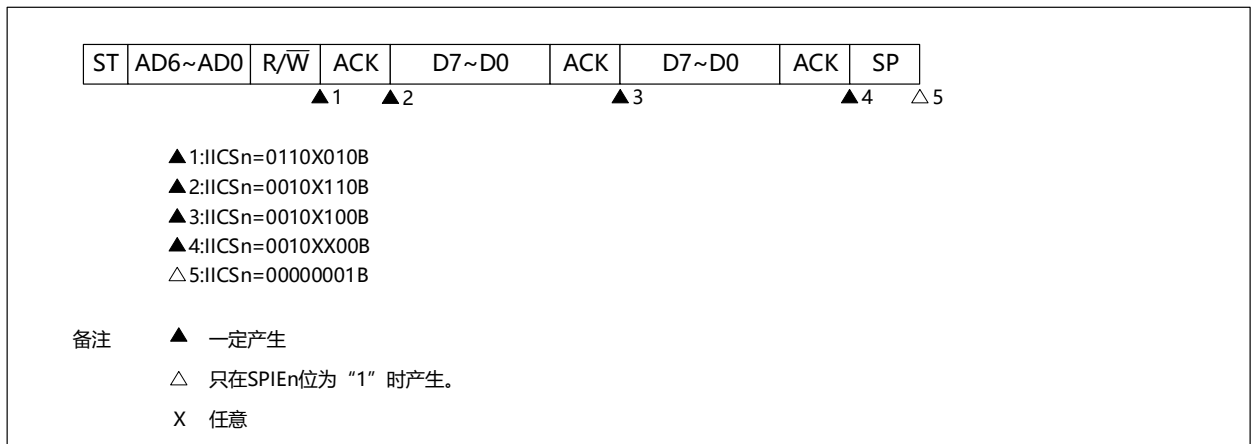 ST AD6~AD0 R/W̅ ACK D7~D0 ACK D7~D0 ACK SP
▲1 ▲2 ▲3 ▲4 △5
▲1:IICSn=0110X010B
▲2:IICSn=0010X110B
▲3:IICSn=0010X100B
▲4:IICSn=0010XX00B
△5:IICSn=00000001B
备注 ▲ 一定产生
△ 只在SPIEn位为“1”时产生。
X 任意